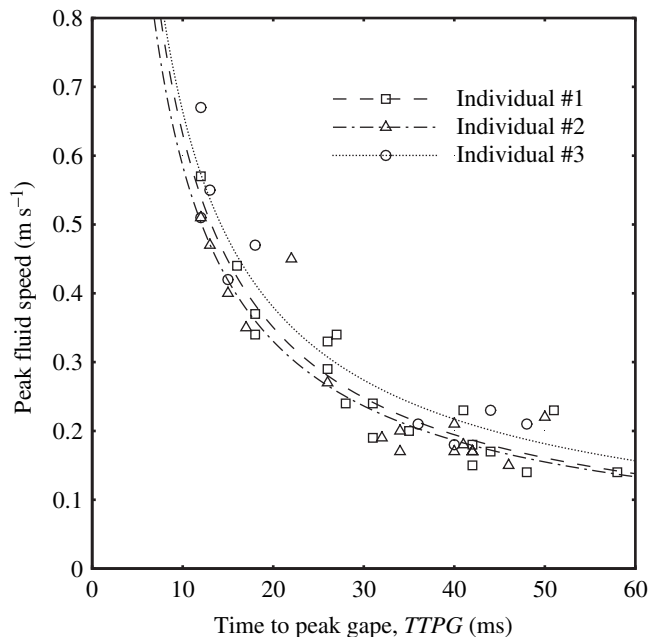 0.8
0.7
0.6
0.5
0.4
0.3
0.2
0.1
0
Peak fluid speed (m s⁻¹)
Individual #1
Individual #2
Individual #3
0 10 20 30 40 50 60
Time to peak gape, TTPG (ms)